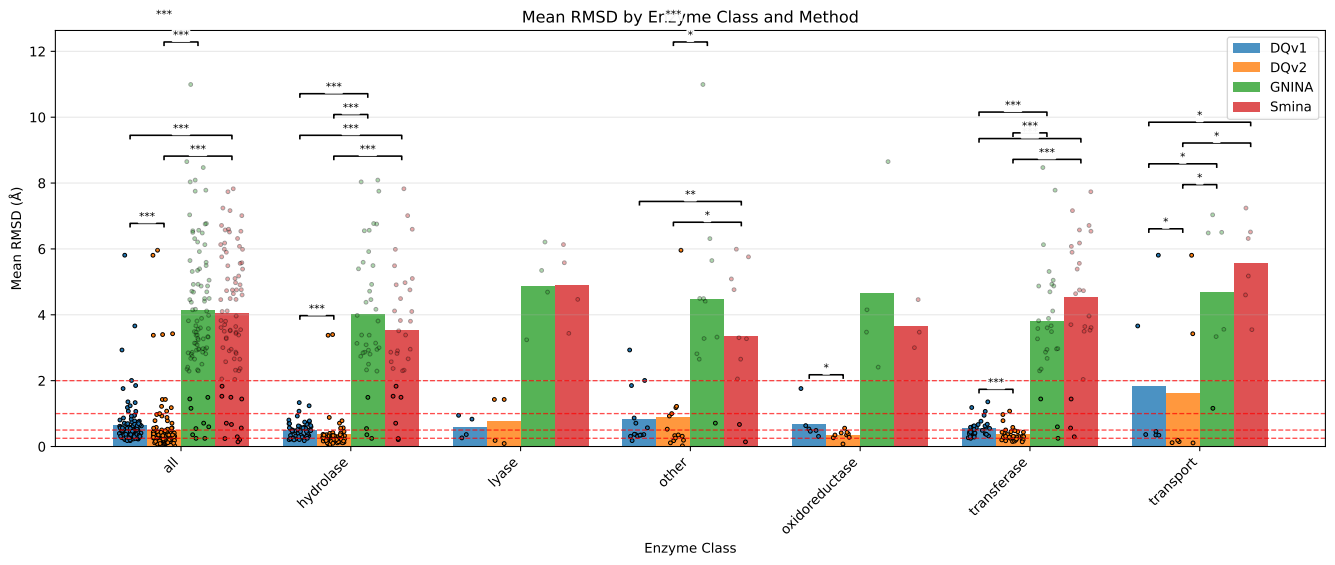 ***
Mean RMSD by Enzyme Class and Method
***
***
*
DQv1
DQv2
GNINA
Smina
12
10
8
6
4
2
0
Mean RMSD (Å)
***
***
***
***
***
***
***
***
***
**
*
*
***
***
***
***
*
*
*
*
*
all
hydrolase
lyase
other
oxidoreductase
transferase
transport
Enzyme Class